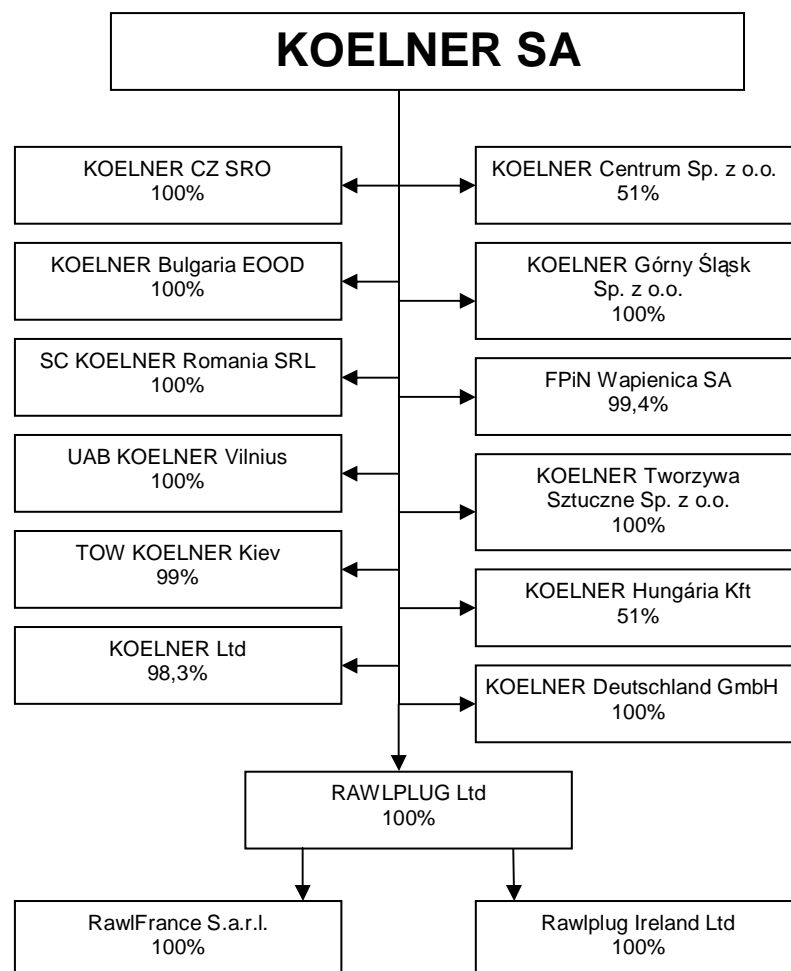 KOELNER SA
KOELNER CZ SRO
100%
KOELNER Centrum Sp. z o.o.
51%
KOELNER Bulgaria EOOD
100%
KOELNER Górny Śląsk
Sp. z o.o.
100%
SC KOELNER Romania SRL
100%
FPiN Wapienica SA
99,4%
UAB KOELNER Vilnius
100%
KOELNER Tworzywa
Sztuczne Sp. z o.o.
100%
TOW KOELNER Kiev
99%
KOELNER Hungária Kft
51%
KOELNER Ltd
98,3%
KOELNER Deutschland GmbH
100%
RAWLPLUG Ltd
100%
RawlFrance S.a.r.l.
100%
Rawlplug Ireland Ltd
100%